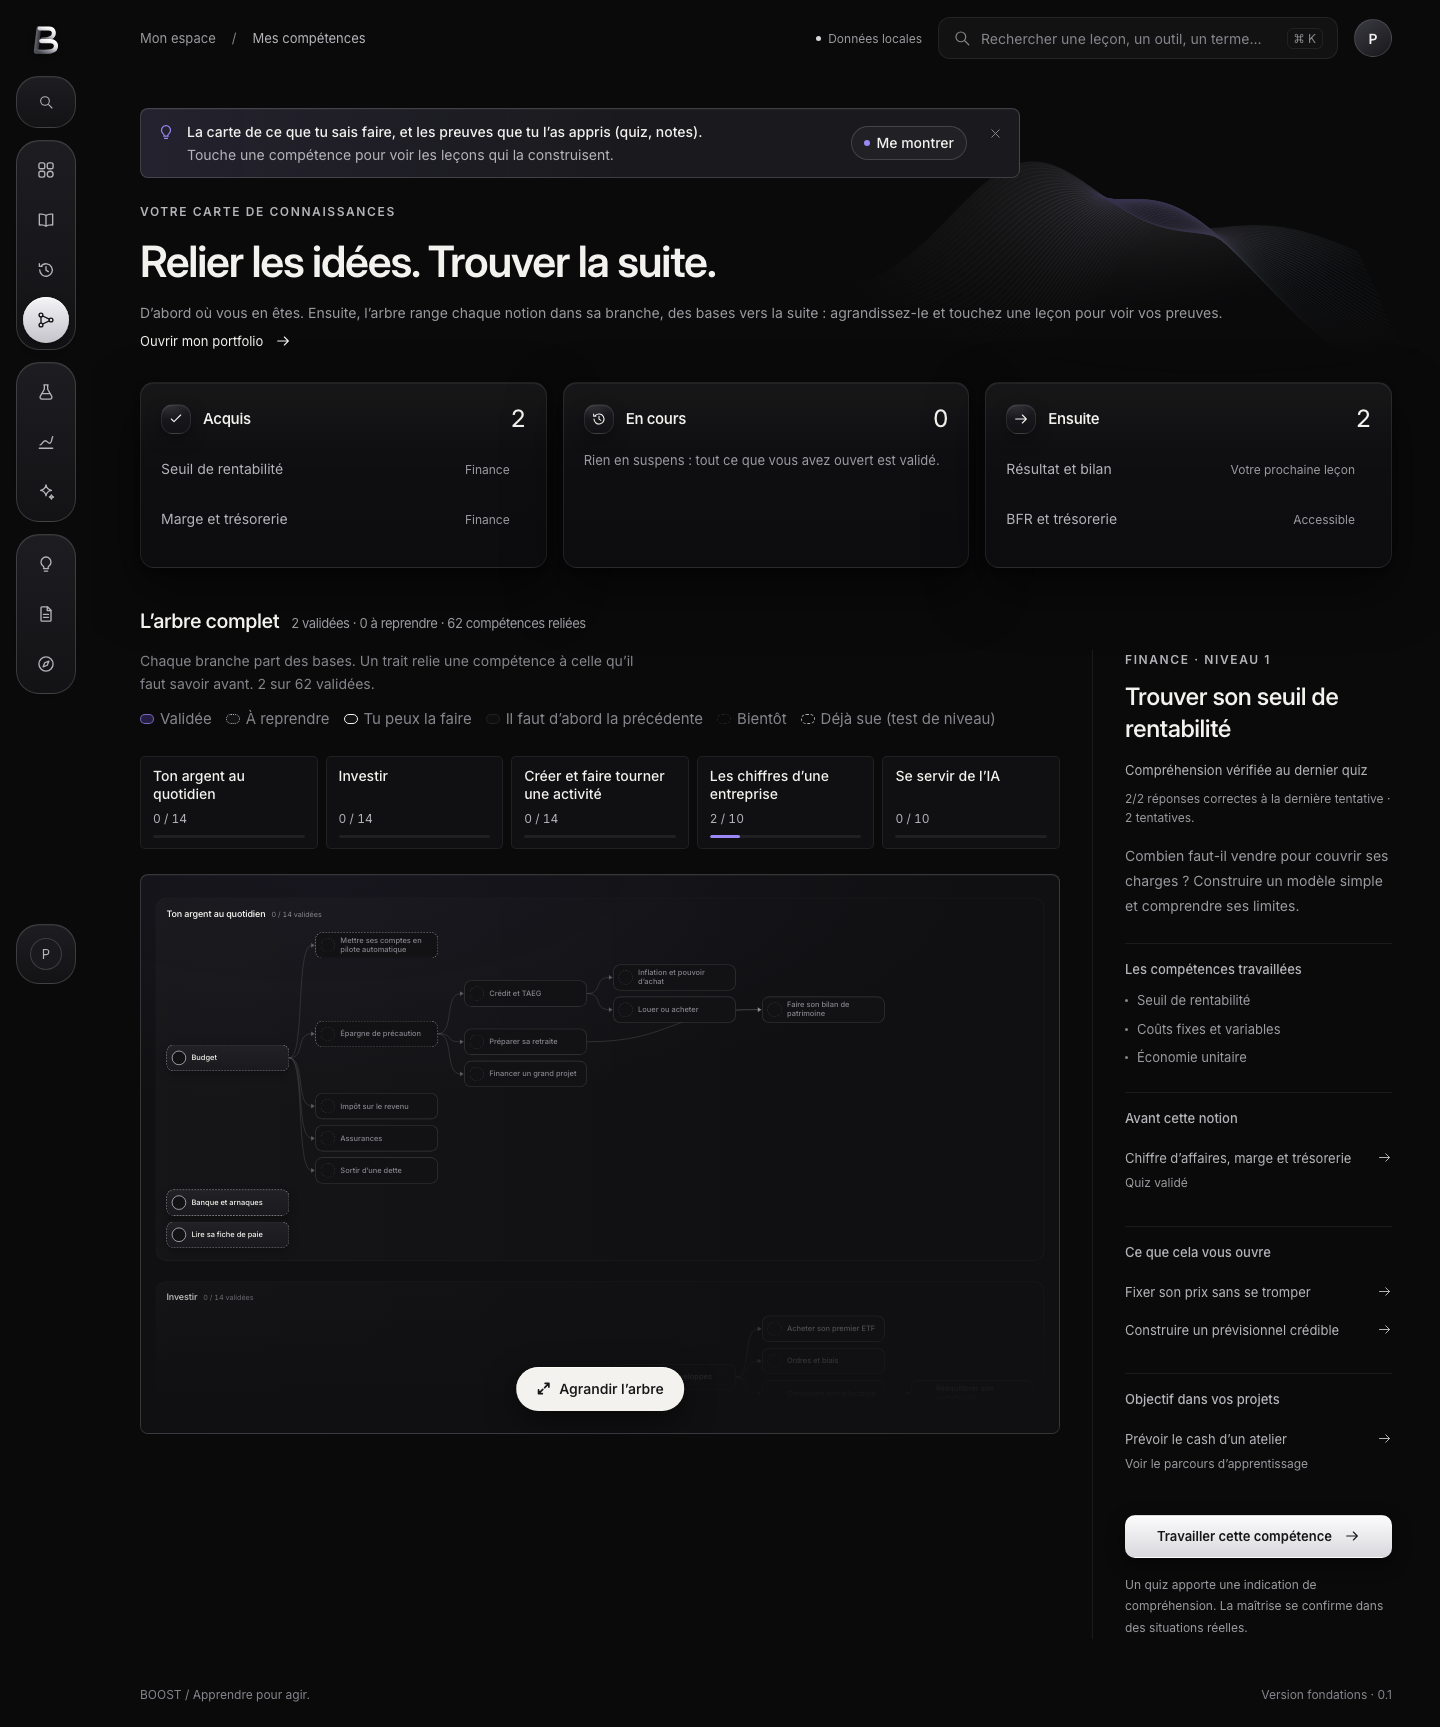 B
Mon espace / Mes compétences
Données locales
Rechercher une leçon, un outil, un terme...
⌘ K
P
La carte de ce que tu sais faire, et les preuves que tu l’as appris (quiz, notes).
Touche une compétence pour voir les leçons qui la construisent.
Me montrer
VOTRE CARTE DE CONNAISSANCES
Relier les idées. Trouver la suite.
D’abord où vous en êtes. Ensuite, l’arbre range chaque notion dans sa branche, des bases vers la suite : agrandissez-le et touchez une leçon pour voir vos preuves.
Ouvrir mon portfolio →
Acquis 2
Seuil de rentabilité Finance
Marge et trésorerie Finance
En cours 0
Rien en suspens : tout ce que vous avez ouvert est validé.
Ensuite 2
Résultat et bilan Votre prochaine leçon
BFR et trésorerie Accessible
L’arbre complet 2 validées · 0 à reprendre · 62 compétences reliées
Chaque branche part des bases. Un trait relie une compétence à celle qu’il
faut savoir avant. 2 sur 62 validées.
Validée À reprendre Tu peux la faire Il faut d’abord la précédente Bientôt Déjà sue (test de niveau)
Ton argent au
quotidien
0 / 14
Investir
0 / 14
Créer et faire tourner
une activité
0 / 14
Les chiffres d’une
entreprise
2 / 10
Se servir de l’IA
0 / 10
Ton argent au quotidien 0 / 14 validées
Mettre ses comptes en
pilote automatique
Inflation et pouvoir
d’achat
Crédit et TAEG
Louer ou acheter
Faire son bilan de
patrimoine
Épargne de précaution
Préparer sa retraite
Budget
Financer un grand projet
Impôt sur le revenu
Assurances
Sortir d’une dette
Banque et arnaques
Lire sa fiche de paie
Investir 0 / 14 validées
Acheter son premier ETF
Ordres et biais
Agrandir l’arbre
P
FINANCE · NIVEAU 1
Trouver son seuil de
rentabilité
Compréhension vérifiée au dernier quiz
2/2 réponses correctes à la dernière tentative ·
2 tentatives.
Combien faut-il vendre pour couvrir ses
charges ? Construire un modèle simple
et comprendre ses limites.
Les compétences travaillées
• Seuil de rentabilité
• Coûts fixes et variables
• Économie unitaire
Avant cette notion
Chiffre d’affaires, marge et trésorerie →
Quiz validé
Ce que cela vous ouvre
Fixer son prix sans se tromper →
Construire un prévisionnel crédible →
Objectif dans vos projets
Prévoir le cash d’un atelier →
Voir le parcours d’apprentissage
Travailler cette compétence →
Un quiz apporte une indication de
compréhension. La maîtrise se confirme dans
des situations réelles.
BOOST / Apprendre pour agir.
Version fondations · 0.1